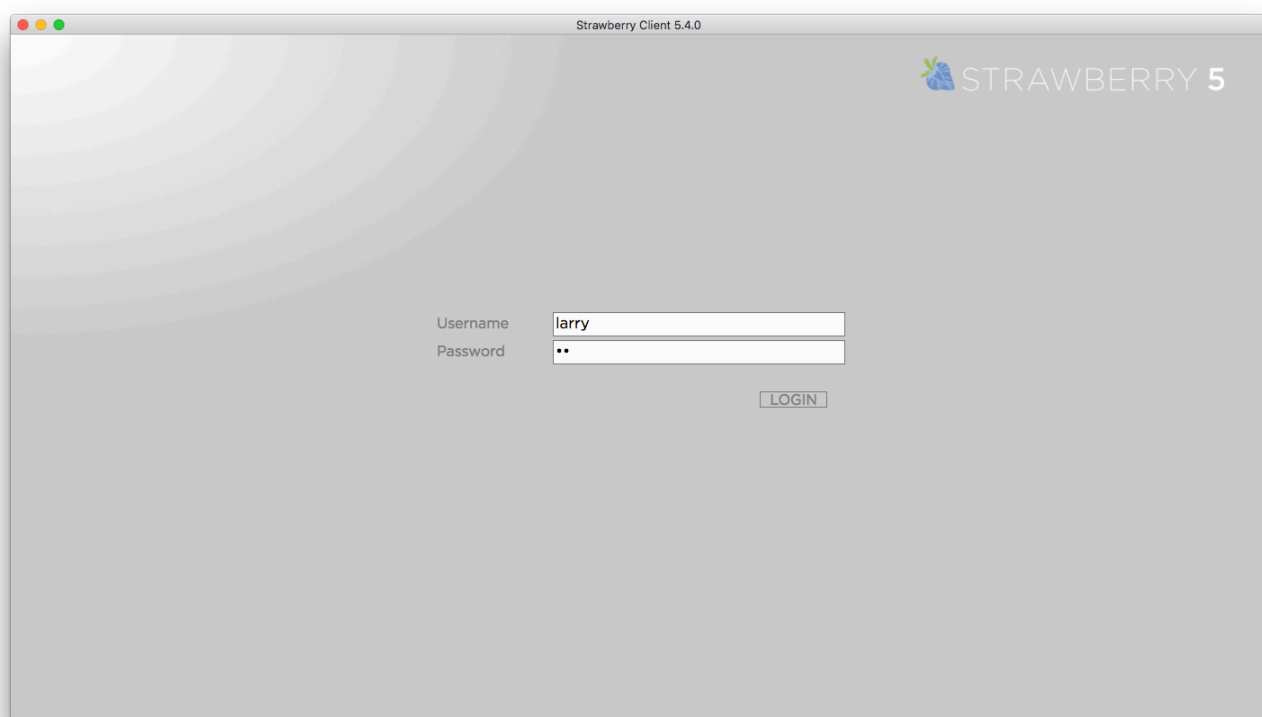 Strawberry Client 5.4.0
STRAWBERRY 5
Username larry
Password ••
LOGIN